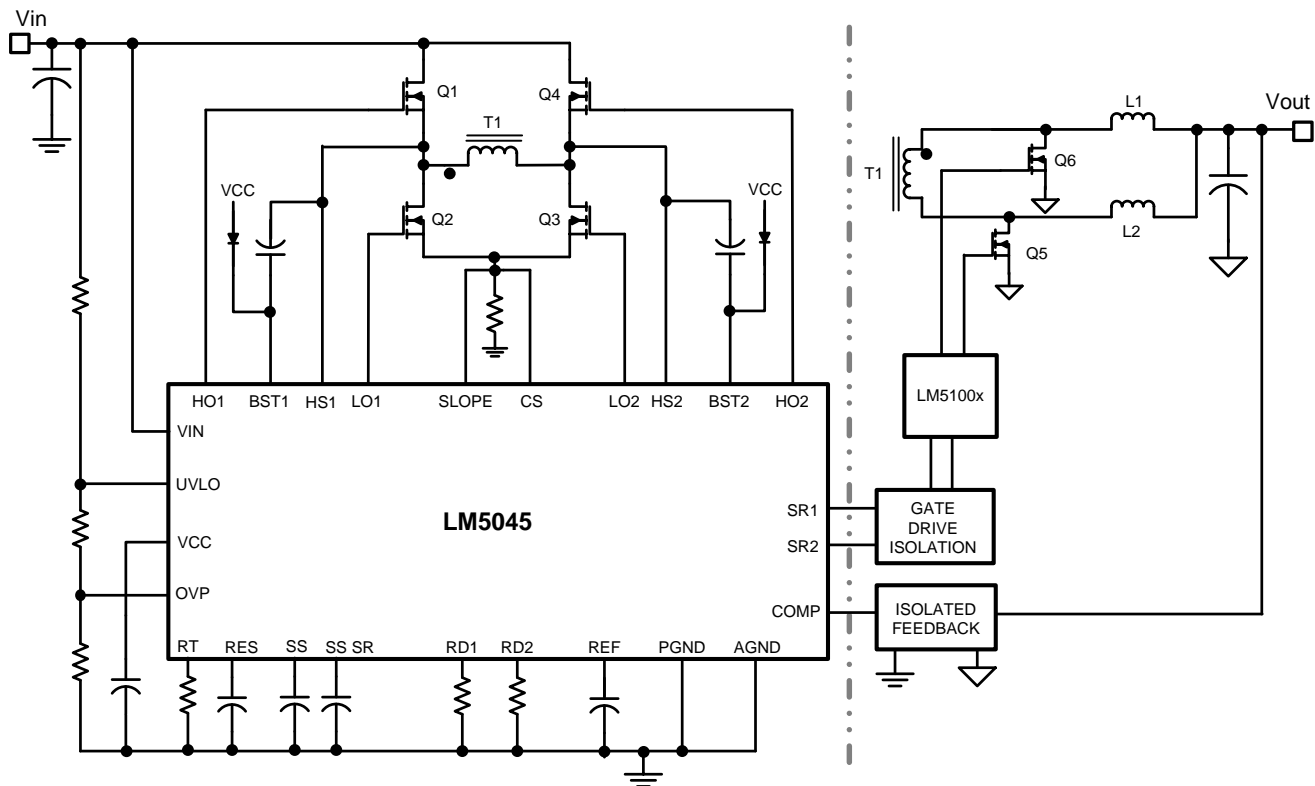 Vin
Q1
Q4
T1
L1
Vout
T1
Q6
VCC
VCC
Q2
Q3
L2
Q5
HO1
BST1
HS1
LO1
SLOPE
CS
LO2
HS2
BST2
HO2
LM5100x
VIN
UVLO
LM5045
SR1
GATE
DRIVE
ISOLATION
VCC
SR2
OVP
COMP
ISOLATED
FEEDBACK
RT
RES
SS
SS SR
RD1
RD2
REF
PGND
AGND